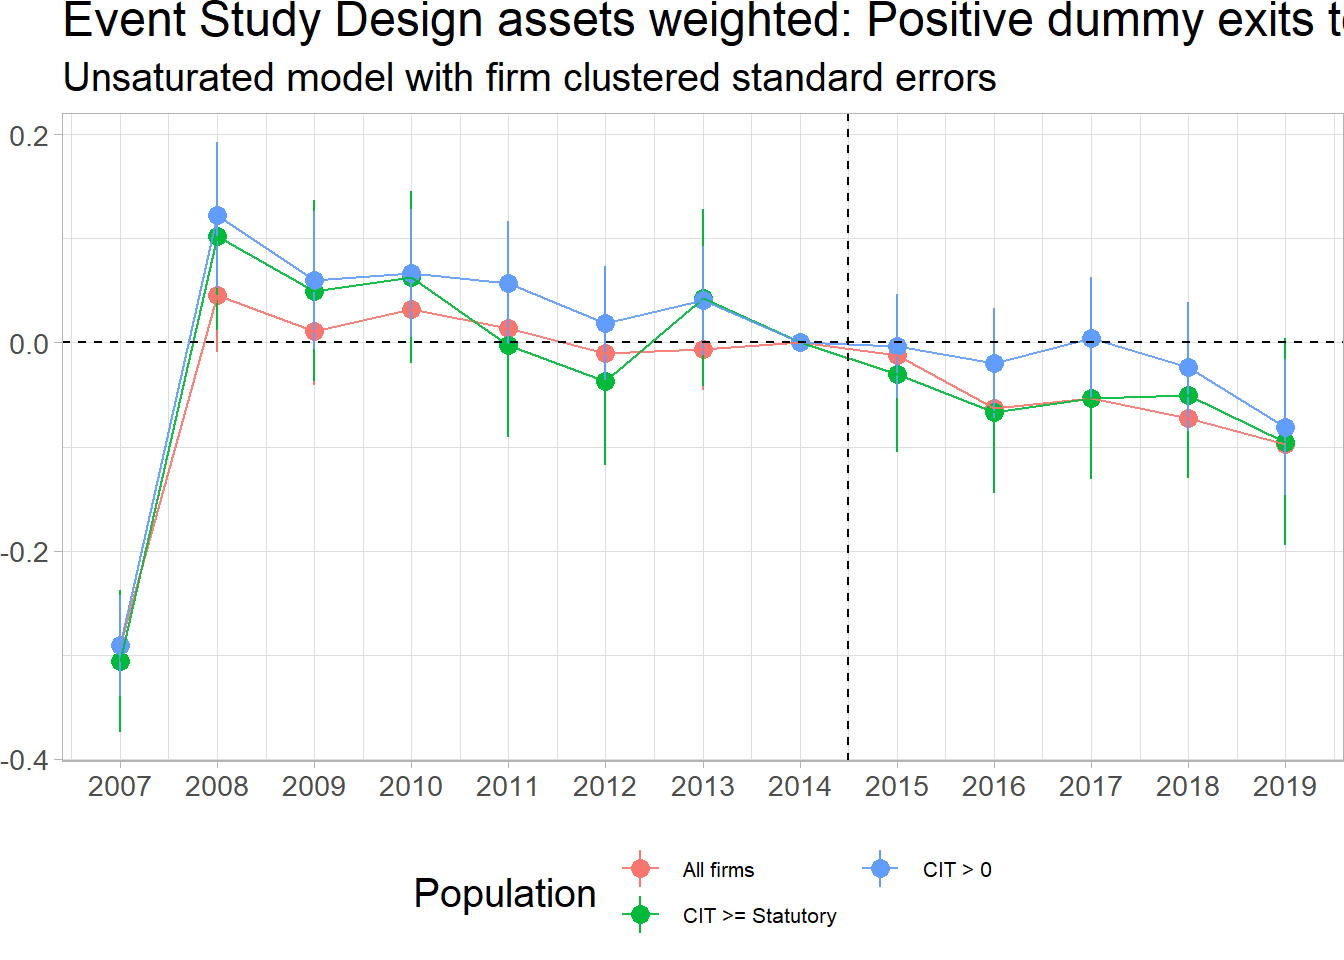 Event Study Design assets weighted: Positive dummy exits
Unsaturated model with firm clustered standard errors
0.2
0.0
-0.2
-0.4
2007 2008 2009 2010 2011 2012 2013 2014 2015 2016 2017 2018 2019
Population
All firms
CIT > 0
CIT >= Statutory